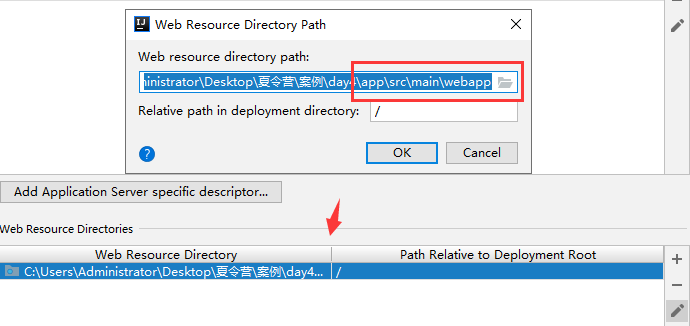 Web Resource Directory Path
Web resource directory path:
ministrator\Desktop\夏令营\案例\day4\app\src\main\webapp
Relative path in deployment directory: /
? OK Cancel
Add Application Server specific descriptor...
Web Resource Directories
Web Resource Directory Path Relative to Deployment Root
C:\Users\Administrator\Desktop\夏令营\案例\day4... /